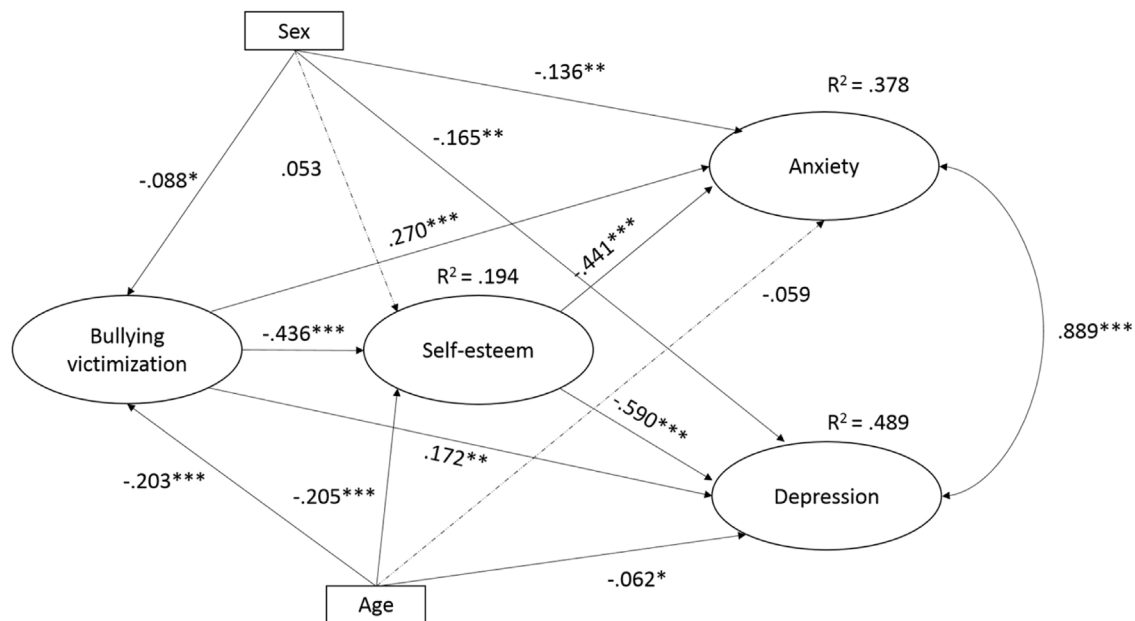 Sex
-.136**
R² = .378
-.165**
Anxiety
-.088*
.053
.270***
-.441***
R² = .194
-.059
Bullying
victimization
-.436***
Self-esteem
.889***
-.590***
R² = .489
.172**
-.203***
-.205***
Depression
-.062*
Age